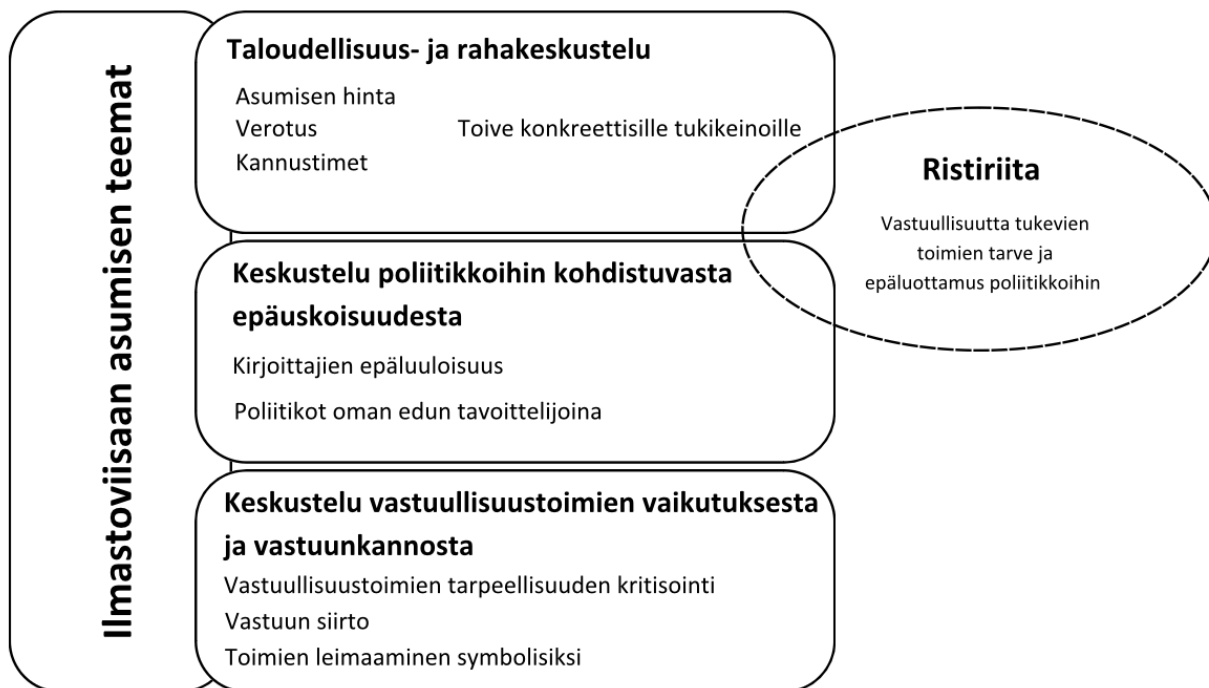 Ilmastoviisaan asumisen teemat
Taloudellisuus- ja rahakeskustelu
Asumisen hinta
Verotus
Toive konkreettisille tukikeinoille
Kannustimet
Ristiriita
Vastuullisuutta tukevien
toimien tarve ja
epäluottamus poliitikkoihin
Keskustelu poliitikkoihin kohdistuvasta
epäuskoisuudesta
Kirjoittajien epäluuloisuus
Poliitikot oman edun tavoittelijoina
Keskustelu vastuullisuustoimien vaikutuksesta
ja vastuunkannosta
Vastuullisuustoimien tarpeellisuuden kritisointi
Vastuun siirto
Toimien leimaaminen symbolisiksi